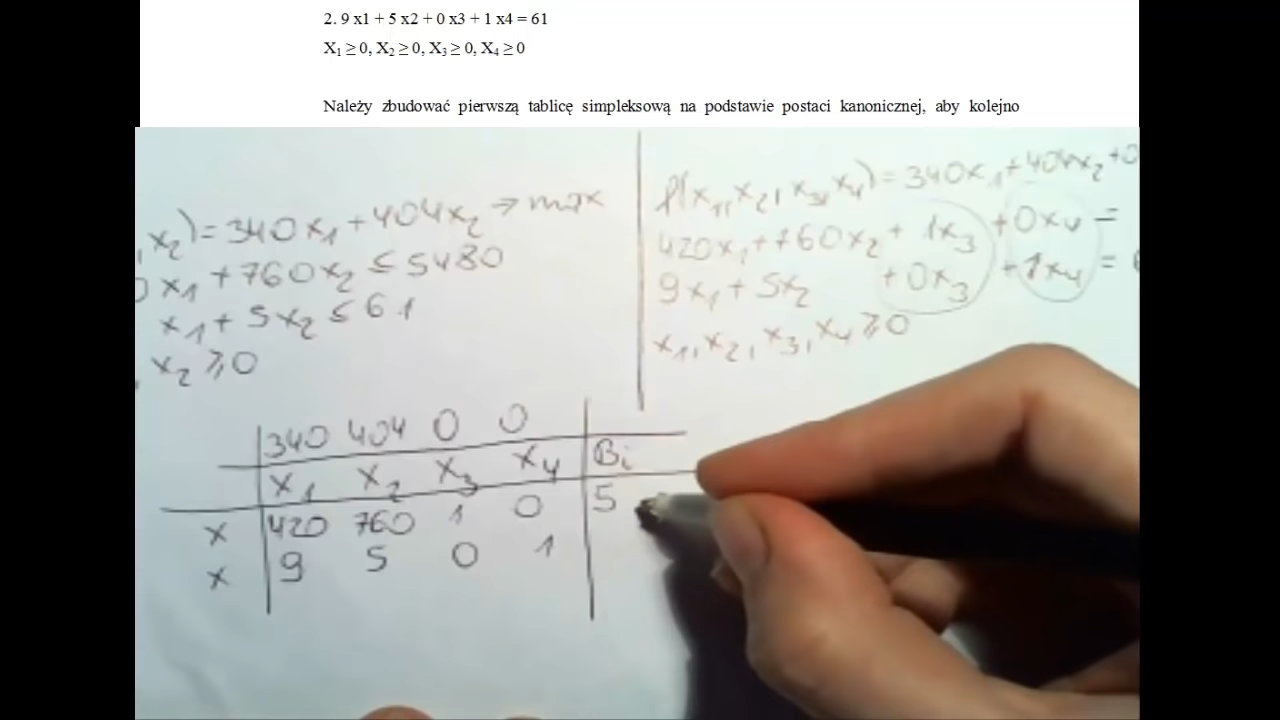 2. 9 x1 + 5 x2 + 0 x3 + 1 x4 = 61
X₁ ≥ 0, X₂ ≥ 0, X₃ ≥ 0, X₄ ≥ 0
Należy zbudować pierwszą tablicę simpleksową na podstawie postaci kanonicznej, aby kolejno
, x₂) = 340x₁ + 404x₂ → max
0x₁ + 760x₂ ≤ 5480
x₁ + 5x₂ ≤ 61
, x₂ ≥ 0
f(x₁, x₂, x₃, x₄) = 340x₁ + 404x₂ + 0
420x₁ + 760x₂ + 1x₃ + 0x₄ =
9x₁ + 5x₂ + 0x₃ + 1x₄ = 6
x₁, x₂, x₃, x₄ ≥ 0
340 404 0 0
x₁ x₂ x₃ x₄ Bi
x 420 760 1 0 5
x 9 5 0 1